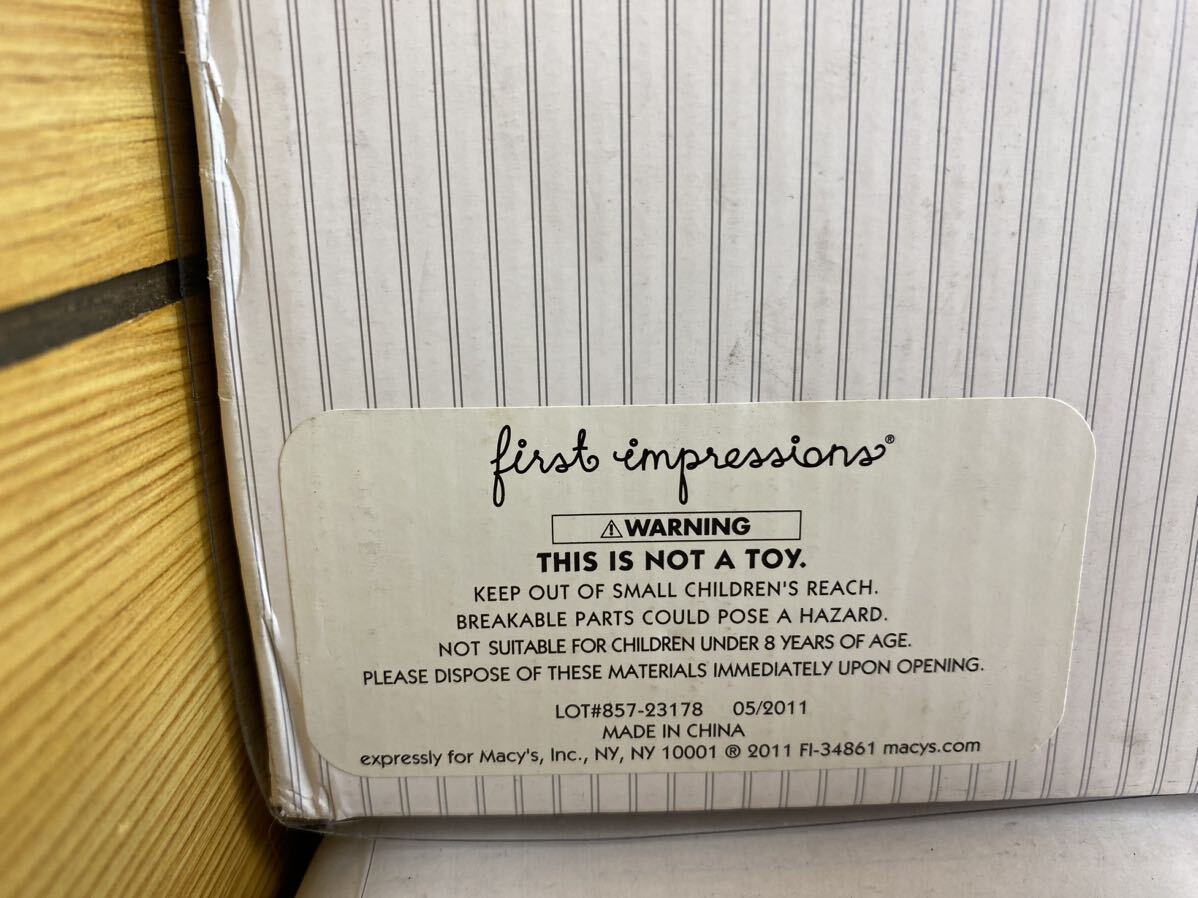 first impressions®
⚠WARNING
THIS IS NOT A TOY.
KEEP OUT OF SMALL CHILDREN'S REACH.
BREAKABLE PARTS COULD POSE A HAZARD.
NOT SUITABLE FOR CHILDREN UNDER 8 YEARS OF AGE.
PLEASE DISPOSE OF THESE MATERIALS IMMEDIATELY UPON OPENING.
LOT#857-23178 05/2011
MADE IN CHINA
expressly for Macy's, Inc., NY, NY 10001 ® 2011 FI-34861 macys.com